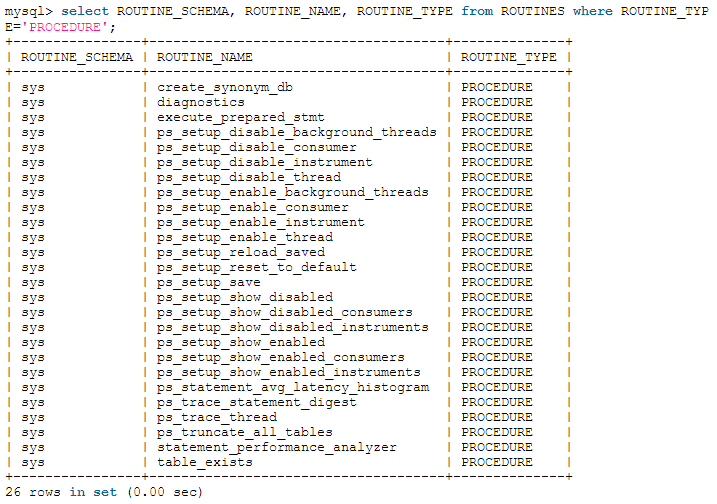 mysql> select ROUTINE_SCHEMA, ROUTINE_NAME, ROUTINE_TYPE from ROUTINES where ROUTINE_TYP
E='PROCEDURE';
+----------------+-------------------------------------+--------------+
| ROUTINE_SCHEMA | ROUTINE_NAME                        | ROUTINE_TYPE |
+----------------+-------------------------------------+--------------+
| sys            | create_synonym_db                   | PROCEDURE    |
| sys            | diagnostics                         | PROCEDURE    |
| sys            | execute_prepared_stmt               | PROCEDURE    |
| sys            | ps_setup_disable_background_threads | PROCEDURE    |
| sys            | ps_setup_disable_consumer           | PROCEDURE    |
| sys            | ps_setup_disable_instrument         | PROCEDURE    |
| sys            | ps_setup_disable_thread             | PROCEDURE    |
| sys            | ps_setup_enable_background_threads  | PROCEDURE    |
| sys            | ps_setup_enable_consumer            | PROCEDURE    |
| sys            | ps_setup_enable_instrument          | PROCEDURE    |
| sys            | ps_setup_enable_thread              | PROCEDURE    |
| sys            | ps_setup_reload_saved               | PROCEDURE    |
| sys            | ps_setup_reset_to_default           | PROCEDURE    |
| sys            | ps_setup_save                       | PROCEDURE    |
| sys            | ps_setup_show_disabled              | PROCEDURE    |
| sys            | ps_setup_show_disabled_consumers    | PROCEDURE    |
| sys            | ps_setup_show_disabled_instruments  | PROCEDURE    |
| sys            | ps_setup_show_enabled               | PROCEDURE    |
| sys            | ps_setup_show_enabled_consumers     | PROCEDURE    |
| sys            | ps_setup_show_enabled_instruments   | PROCEDURE    |
| sys            | ps_statement_avg_latency_histogram  | PROCEDURE    |
| sys            | ps_trace_statement_digest           | PROCEDURE    |
| sys            | ps_trace_thread                     | PROCEDURE    |
| sys            | ps_truncate_all_tables              | PROCEDURE    |
| sys            | statement_performance_analyzer      | PROCEDURE    |
| sys            | table_exists                        | PROCEDURE    |
+----------------+-------------------------------------+--------------+
26 rows in set (0.00 sec)